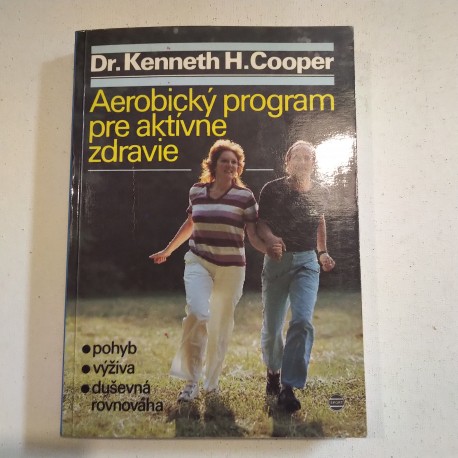 Dr. Kenneth H. Cooper
Aerobický program
pre aktívne
zdravie
● pohyb
● výživa
● duševná
rovnováha